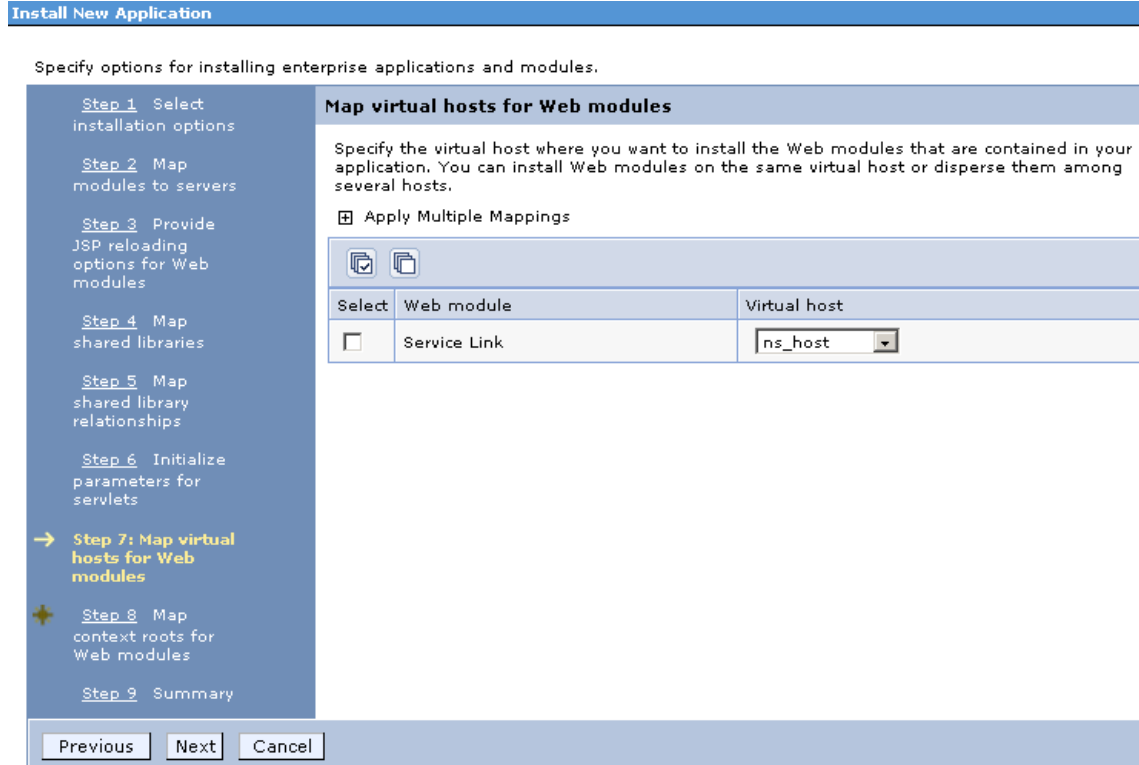 Install New Application
Specify options for installing enterprise applications and modules.
Step 1 Select
installation options
Step 2 Map
modules to servers
Step 3 Provide
JSP reloading
options for Web
modules
Step 4 Map
shared libraries
Step 5 Map
shared library
relationships
Step 6 Initialize
parameters for
servlets
Step 7: Map virtual
hosts for Web
modules
Step 8 Map
context roots for
Web modules
Step 9 Summary
Map virtual hosts for Web modules
Specify the virtual host where you want to install the Web modules that are contained in your
application. You can install Web modules on the same virtual host or disperse them among
several hosts.
Apply Multiple Mappings
Select Web module Virtual host
Service Link ns_host
Previous Next Cancel